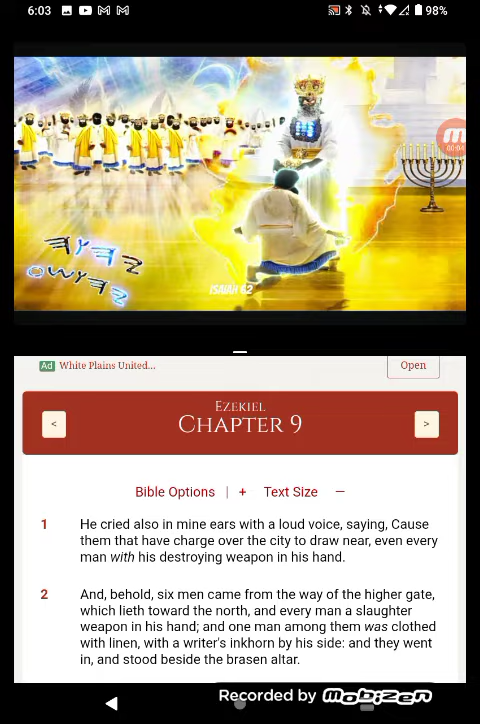 6:03
98%
m
00:04
𐤉𐤄𐤅𐤄
𐤉𐤄𐤅𐤔𐤏
ISAIAH 62
Ad White Plains United... Open
EZEKIEL
< CHAPTER 9 >
Bible Options | + Text Size −
1 He cried also in mine ears with a loud voice, saying, Cause
them that have charge over the city to draw near, even every
man with his destroying weapon in his hand.
2 And, behold, six men came from the way of the higher gate,
which lieth toward the north, and every man a slaughter
weapon in his hand; and one man among them was clothed
with linen, with a writer's inkhorn by his side: and they went
in, and stood beside the brasen altar.
Recorded by mobizen